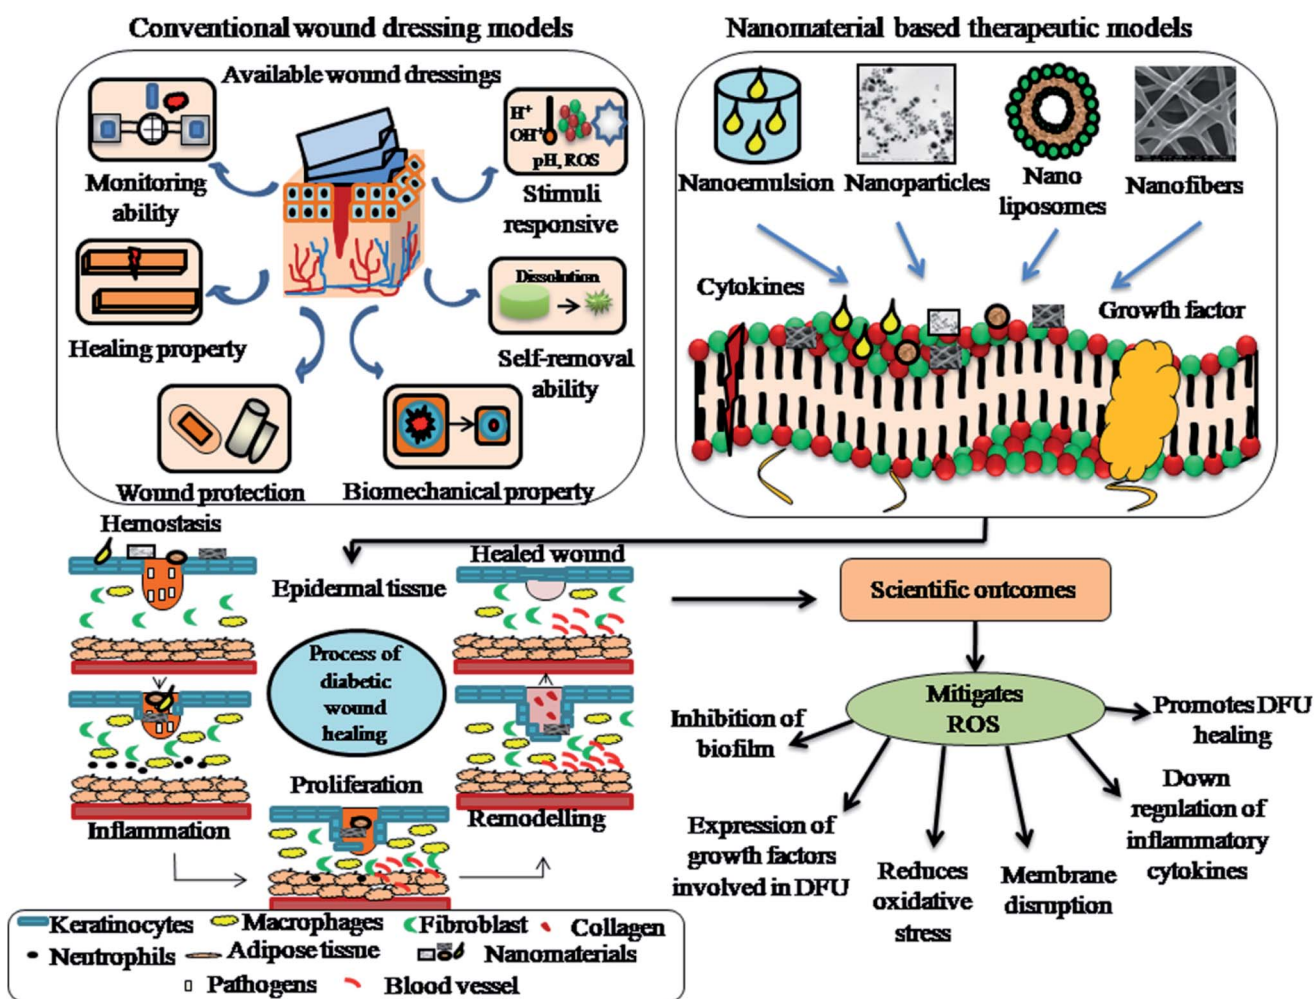 Conventional wound dressing models
Available wound dressings
Monitoring
ability
H+
OH+
pH, ROS
Stimuli
responsive
Healing property
Dissolution
Self-removal
ability
Wound protection
Biomechanical property
Nanomaterial based therapeutic models
Nanoemulsion
Nanoparticles
Nano
liposomes
Nanofibers
Cytokines
Growth factor
Hemostasis
Epidermal tissue
Healed wound
Process of
diabetic
wound
healing
Inflammation
Proliferation
Remodelling
Scientific outcomes
Mitigates
ROS
Inhibition of
biofilm
Expression of
growth factors
involved in DFU
Reduces
oxidative
stress
Membrane
disruption
Down
regulation of
inflammatory
cytokines
Promotes DFU
healing
Keratinocytes
Macrophages
Fibroblast
Collagen
Neutrophils
Adipose tissue
Nanomaterials
Pathogens
Blood vessel